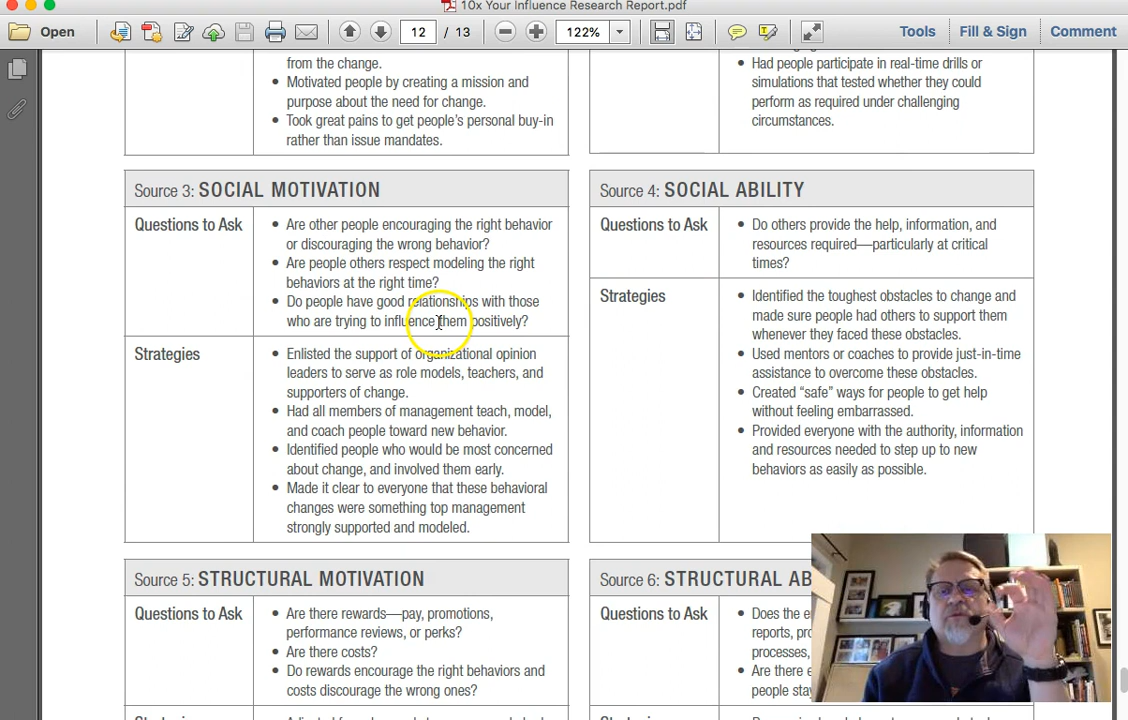 10x Your Influence Research Report.pdf
Open
12 / 13
122%
Tools
Fill & Sign
Comment
from the change.
• Motivated people by creating a mission and
purpose about the need for change.
• Took great pains to get people's personal buy-in
rather than issue mandates.
• Had people participate in real-time drills or
simulations that tested whether they could
perform as required under challenging
circumstances.
Source 3: SOCIAL MOTIVATION
Questions to Ask
• Are other people encouraging the right behavior
or discouraging the wrong behavior?
• Are people others respect modeling the right
behaviors at the right time?
• Do people have good relationships with those
who are trying to influence them positively?
Strategies
• Enlisted the support of organizational opinion
leaders to serve as role models, teachers, and
supporters of change.
• Had all members of management teach, model,
and coach people toward new behavior.
• Identified people who would be most concerned
about change, and involved them early.
• Made it clear to everyone that these behavioral
changes were something top management
strongly supported and modeled.
Source 4: SOCIAL ABILITY
Questions to Ask
• Do others provide the help, information, and
resources required—particularly at critical
times?
Strategies
• Identified the toughest obstacles to change and
made sure people had others to support them
whenever they faced these obstacles.
• Used mentors or coaches to provide just-in-time
assistance to overcome these obstacles.
• Created “safe” ways for people to get help
without feeling embarrassed.
• Provided everyone with the authority, information
and resources needed to step up to new
behaviors as easily as possible.
Source 5: STRUCTURAL MOTIVATION
Questions to Ask
• Are there rewards—pay, promotions,
performance reviews, or perks?
• Are there costs?
• Do rewards encourage the right behaviors and
costs discourage the wrong ones?
Source 6: STRUCTURAL AB
Questions to Ask
• Does the e
reports, pro
processes,
• Are there e
people stay